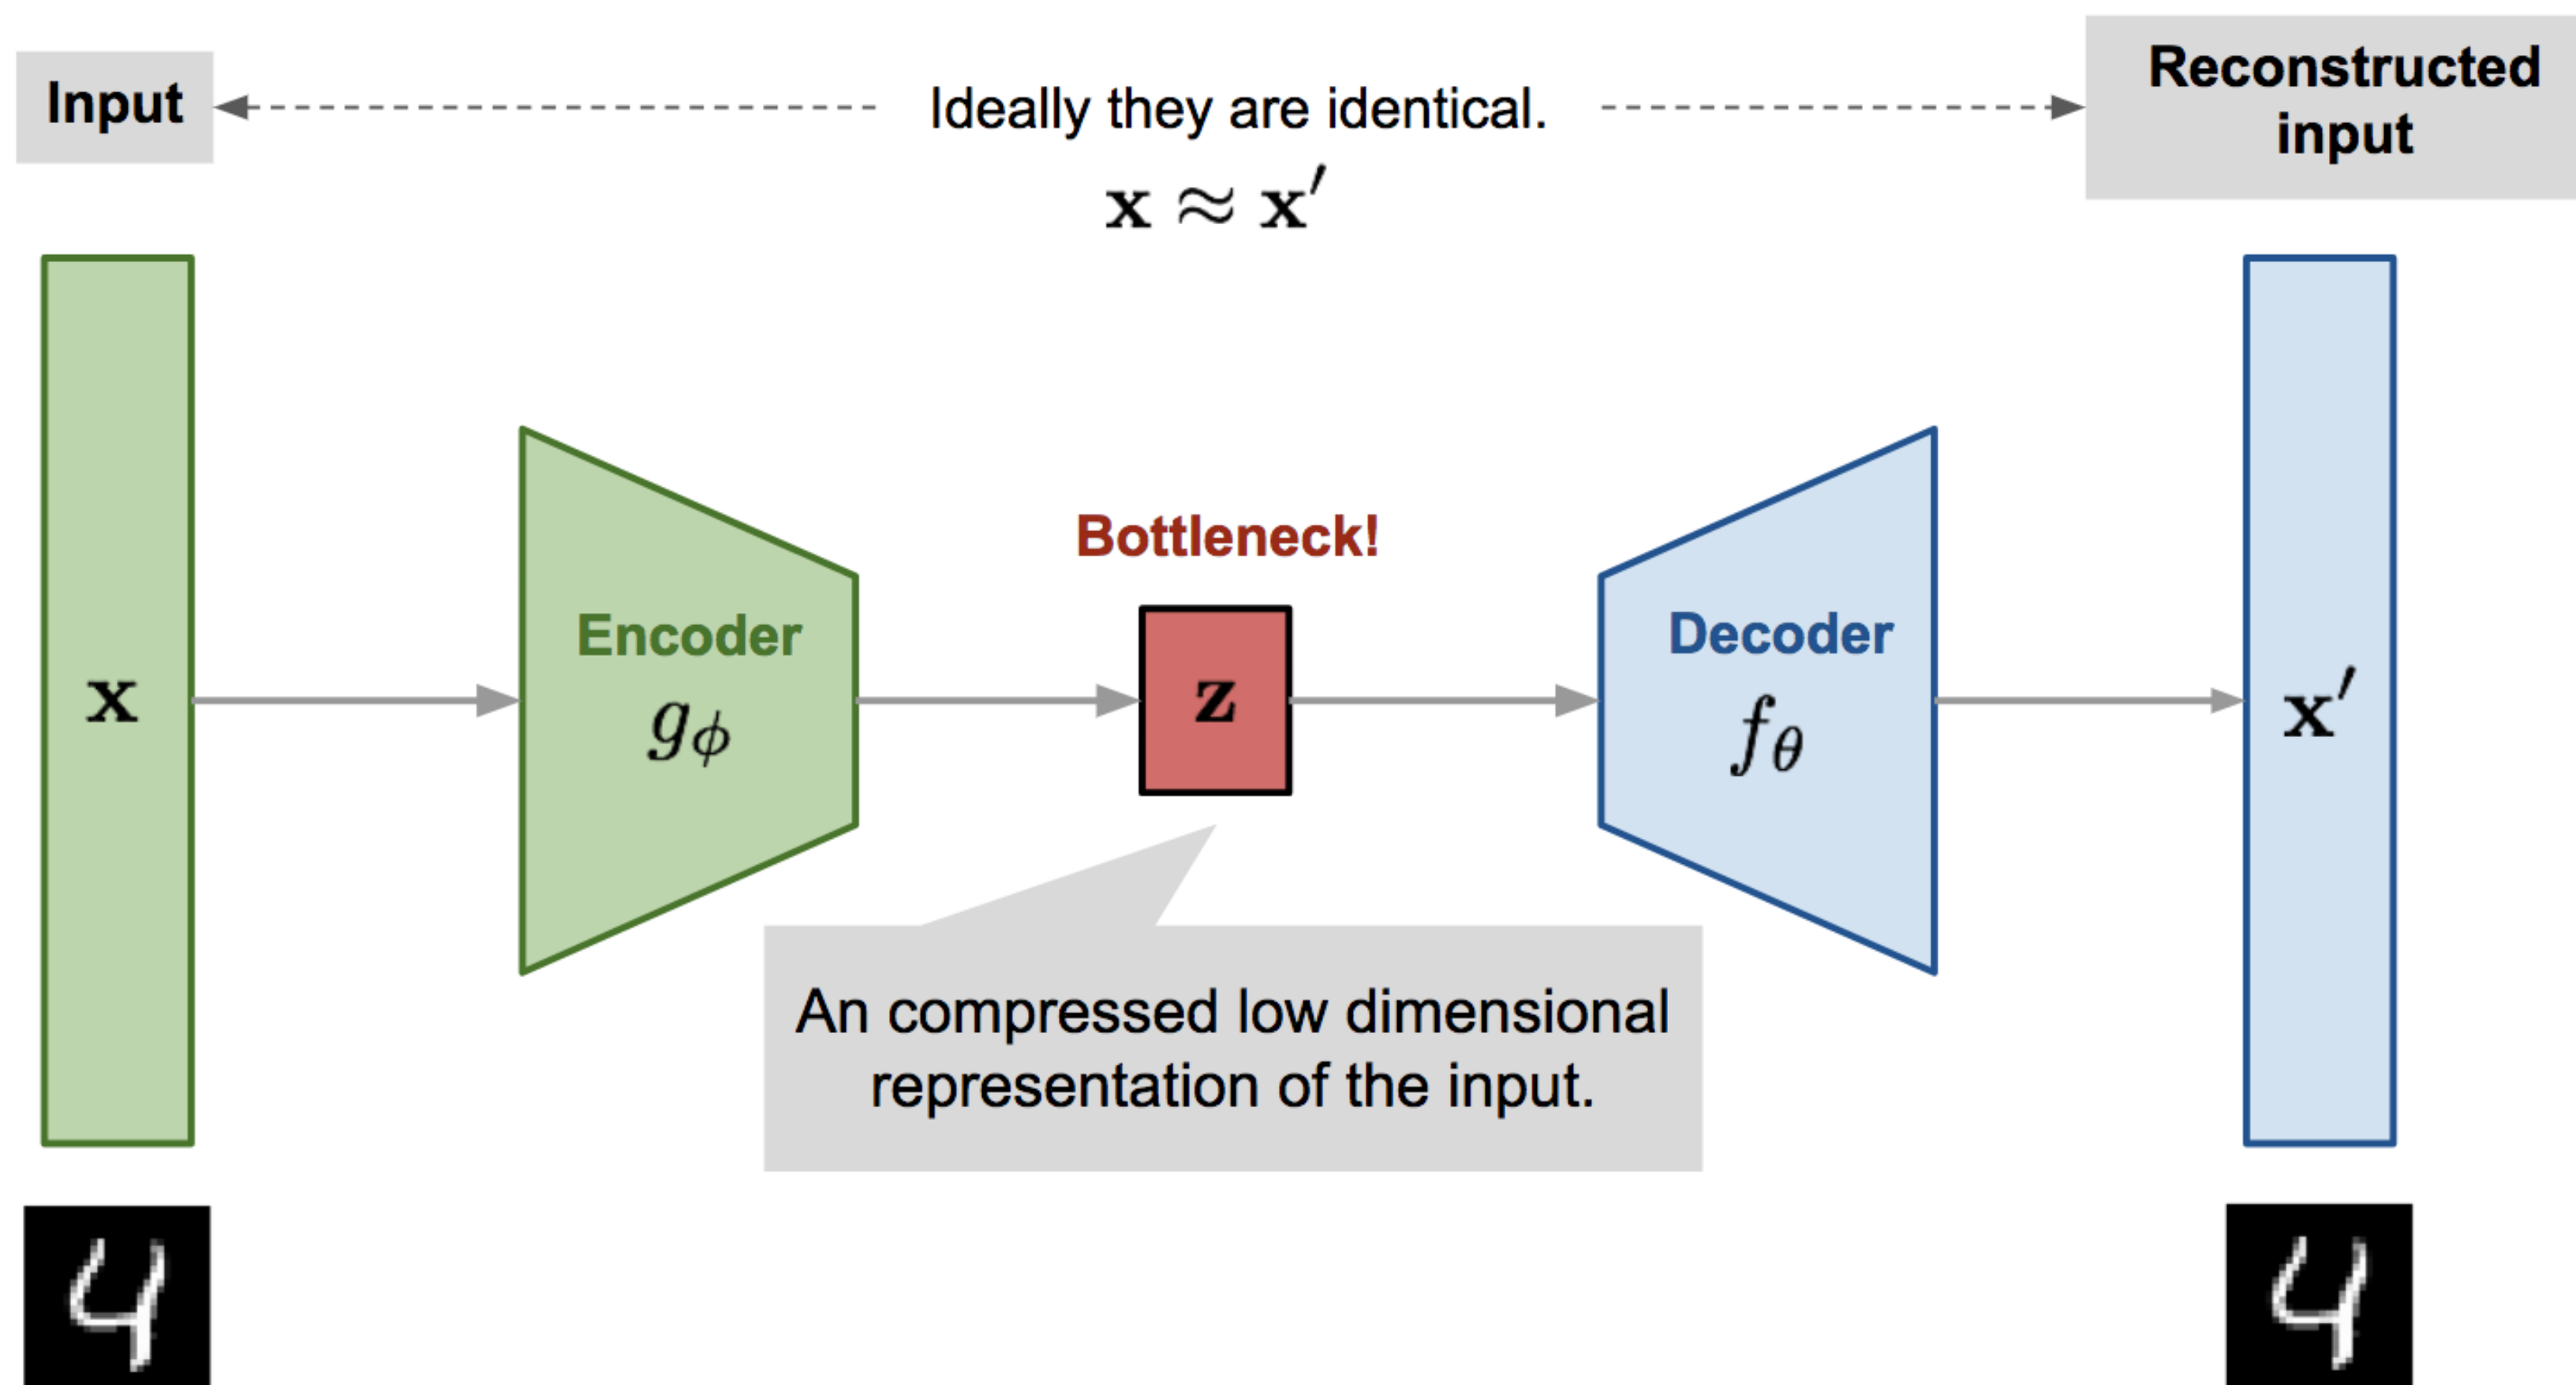 Input
Ideally they are identical.
Reconstructed
input
x ≈ x′
Bottleneck!
Encoder
Decoder
x
gϕ
z
fθ
x′
An compressed low dimensional
representation of the input.
4
4